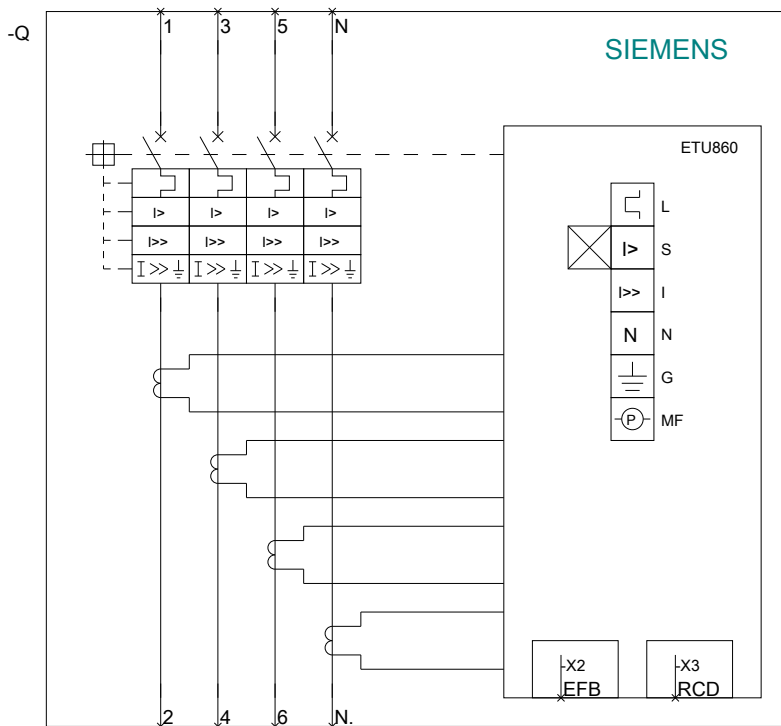 -Q
1 3 5 N
SIEMENS
ETU860
L
I> I> I> I>
I> S
I>> I>> I>> I>>
I>> I
I>> I>> I>> I>>
N N
G
P MF
-X2 -X3
EFB RCD
2 4 6 N.